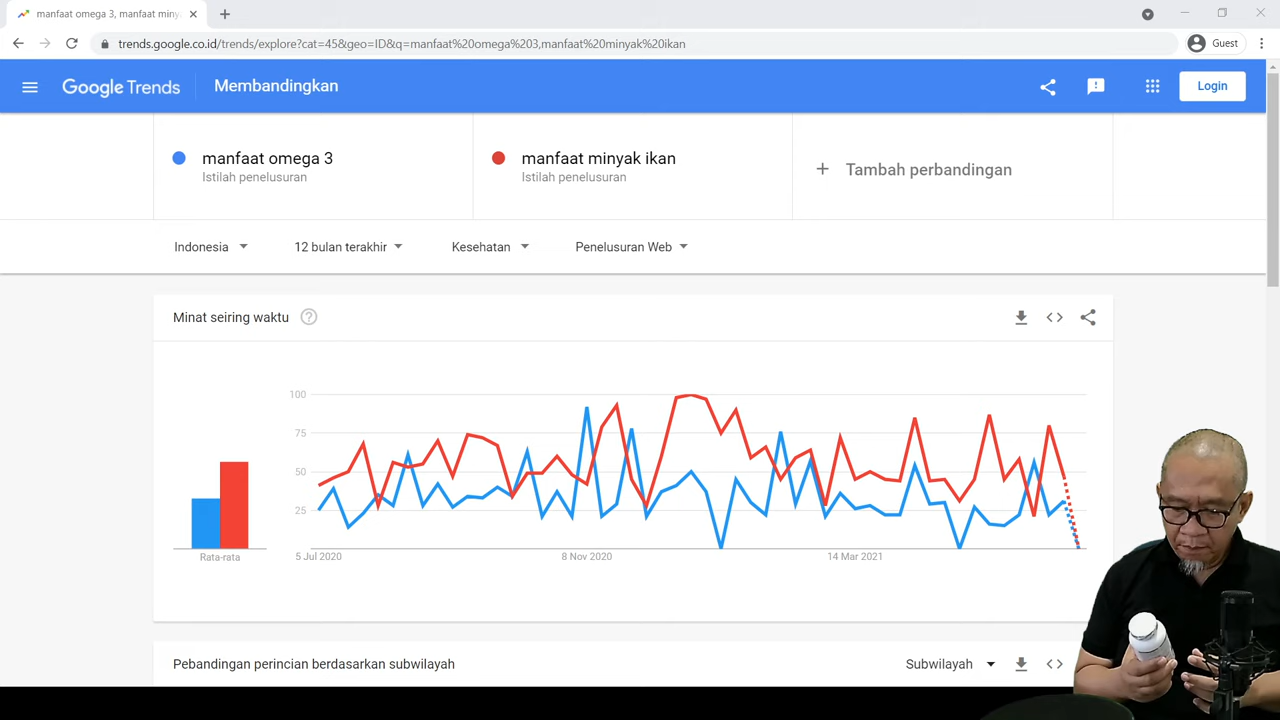 manfaat omega 3, manfaat miny
trends.google.co.id/trends/explore?cat=45&geo=ID&q=manfaat%20omega%203,manfaat%20minyak%20ikan
Guest
Google Trends
Membandingkan
Login
manfaat omega 3
Istilah penelusuran
manfaat minyak ikan
Istilah penelusuran
+ Tambah perbandingan
Indonesia
12 bulan terakhir
Kesehatan
Penelusuran Web
Minat seiring waktu
100
75
50
25
Rata-rata
5 Jul 2020
8 Nov 2020
14 Mar 2021
Pebandingan perincian berdasarkan subwilayah
Subwilayah